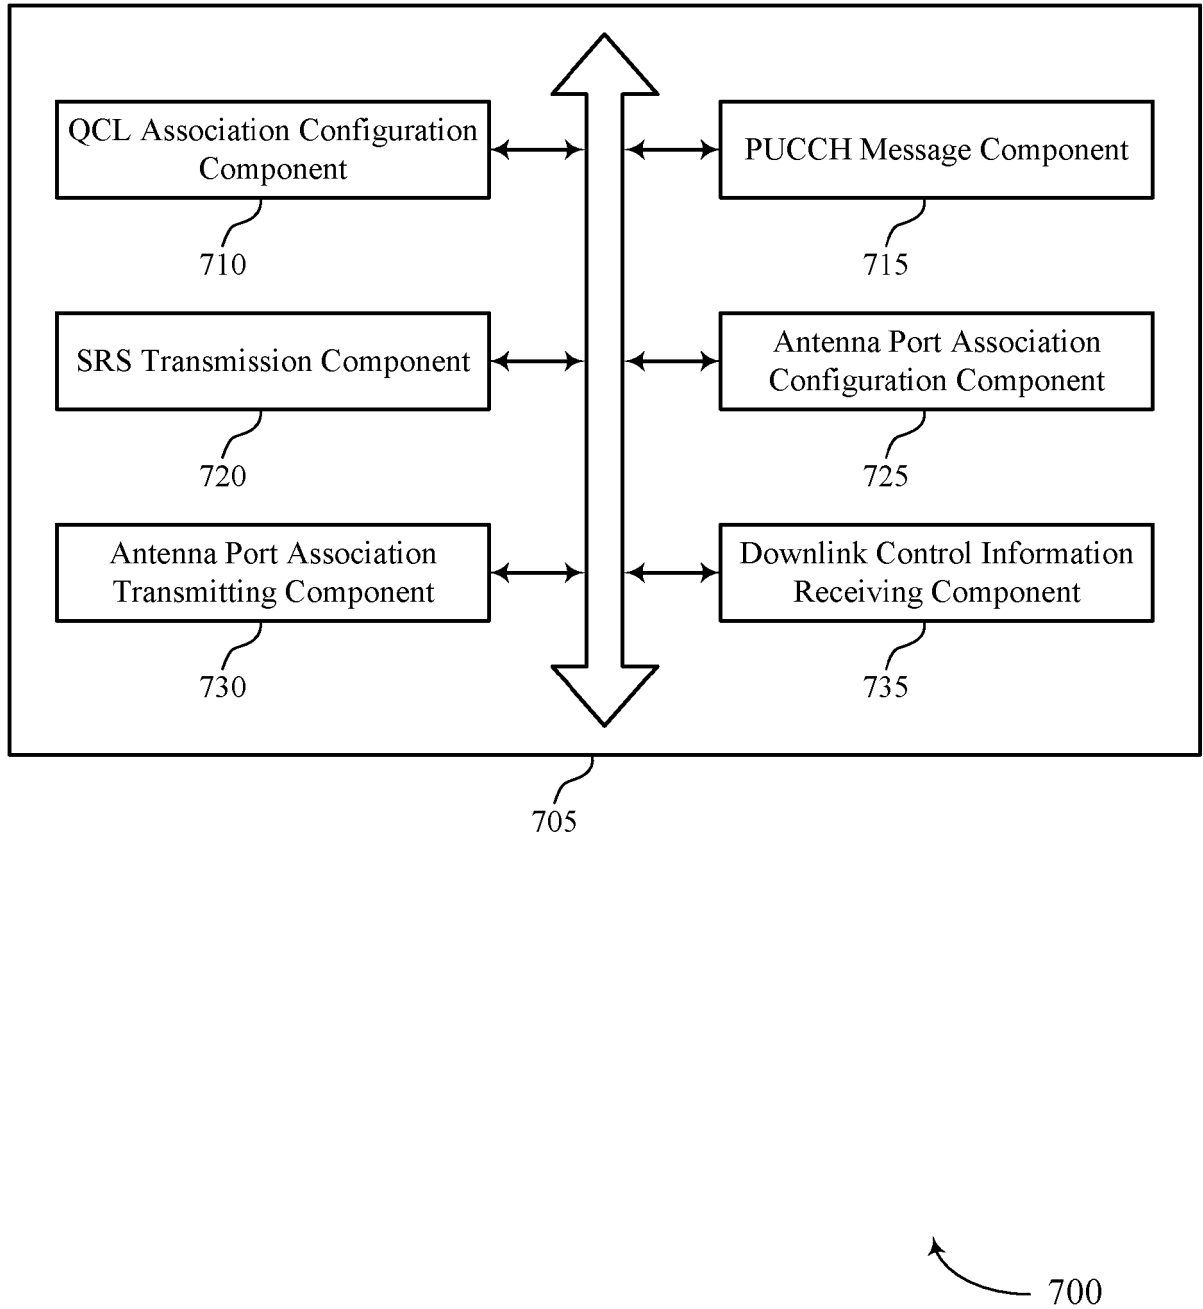 QCL Association Configuration
Component
710
PUCCH Message Component
715
SRS Transmission Component
720
Antenna Port Association
Configuration Component
725
Antenna Port Association
Transmitting Component
730
Downlink Control Information
Receiving Component
735
705
700